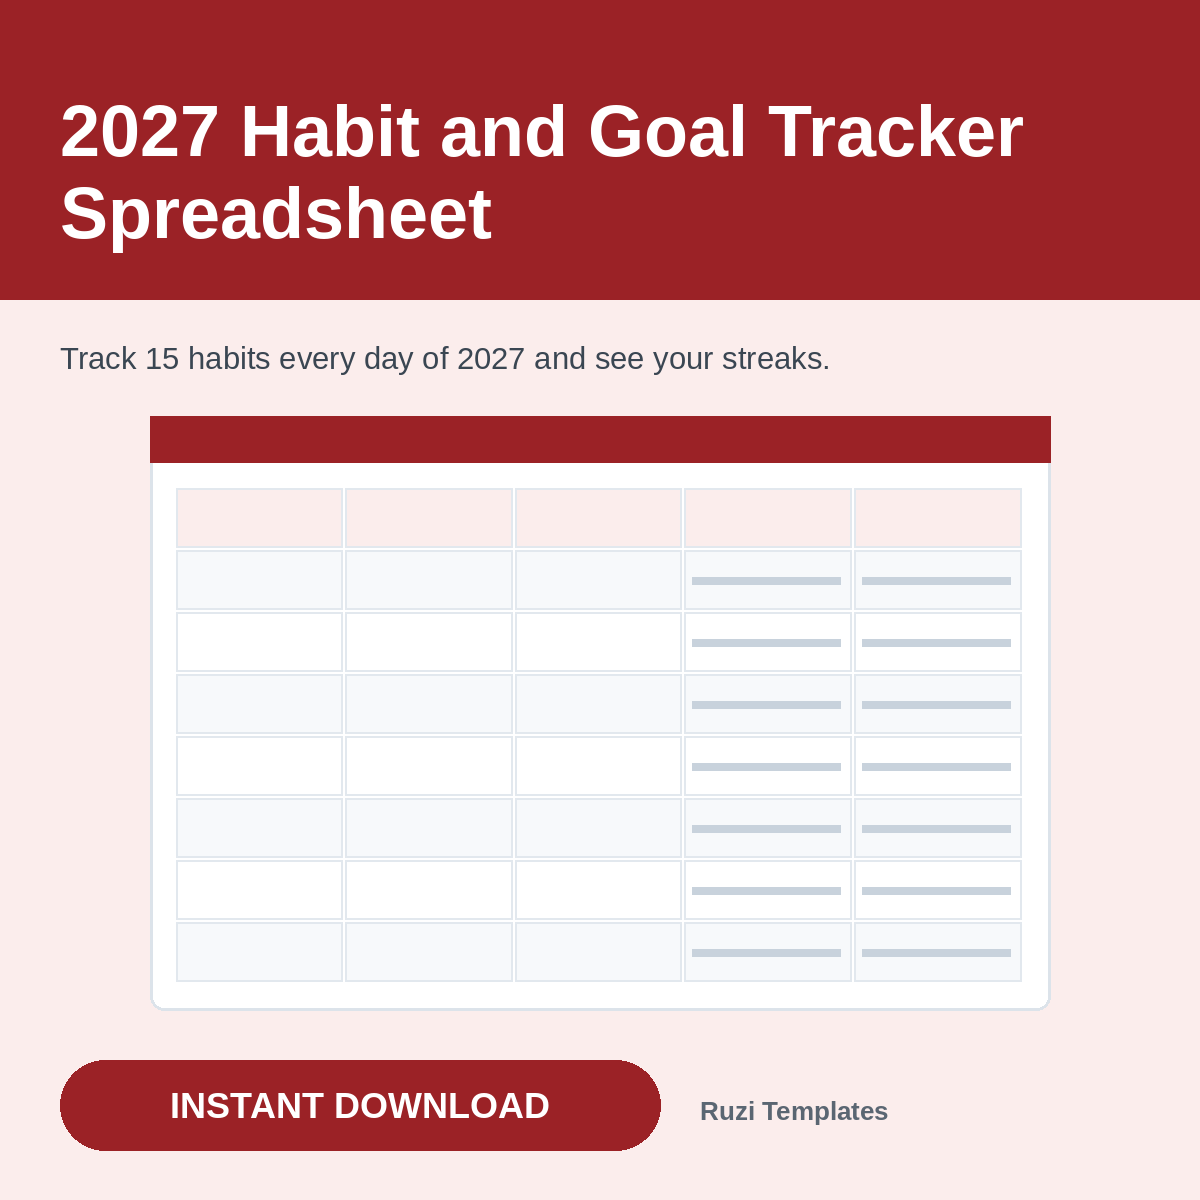 2027 Habit and Goal Tracker
Spreadsheet
Track 15 habits every day of 2027 and see your streaks.
INSTANT DOWNLOAD
Ruzi Templates